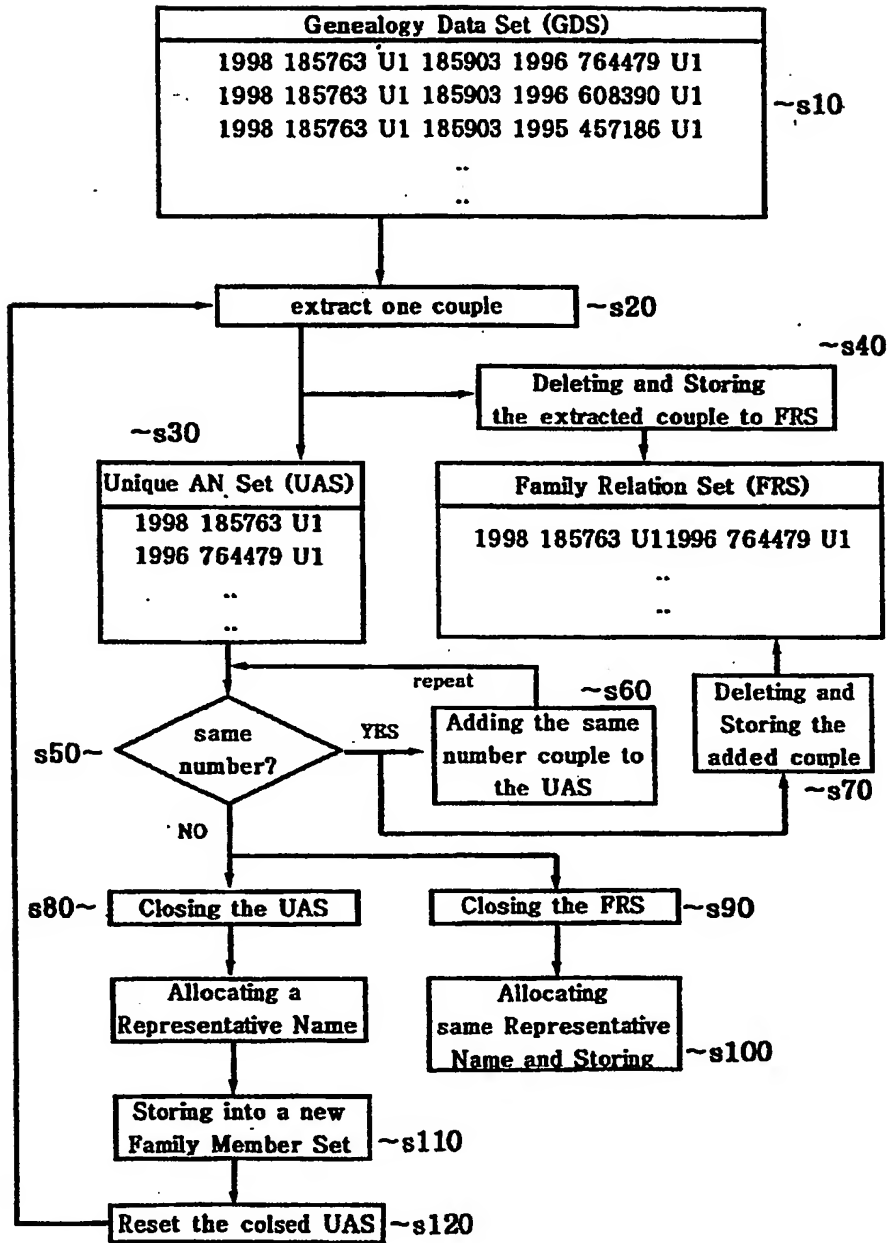 Genealogy Data Set (GDS)
1998 185763 U1 185903 1996 764479 U1
1998 185763 U1 185903 1996 608390 U1
1998 185763 U1 185903 1995 457186 U1
..
..
~s10
extract one couple
~s20
~s40
Deleting and Storing
the extracted couple to FRS
~s30
Unique AN Set (UAS)
1998 185763 U1
1996 764479 U1
..
..
Family Relation Set (FRS)
1998 185763 U11996 764479 U1
..
..
repeat
s50~
same
number?
YRS
~s60
Adding the same
number couple to
the UAS
Deleting and
Storing the
added couple
~s70
NO
s80~
Closing the UAS
Closing the FRS
~s90
Allocating a
Representative Name
Allocating
same Representative
Name and Storing
~s100
Storing into a new
Family Member Set
~s110
Reset the colsed UAS
~s120